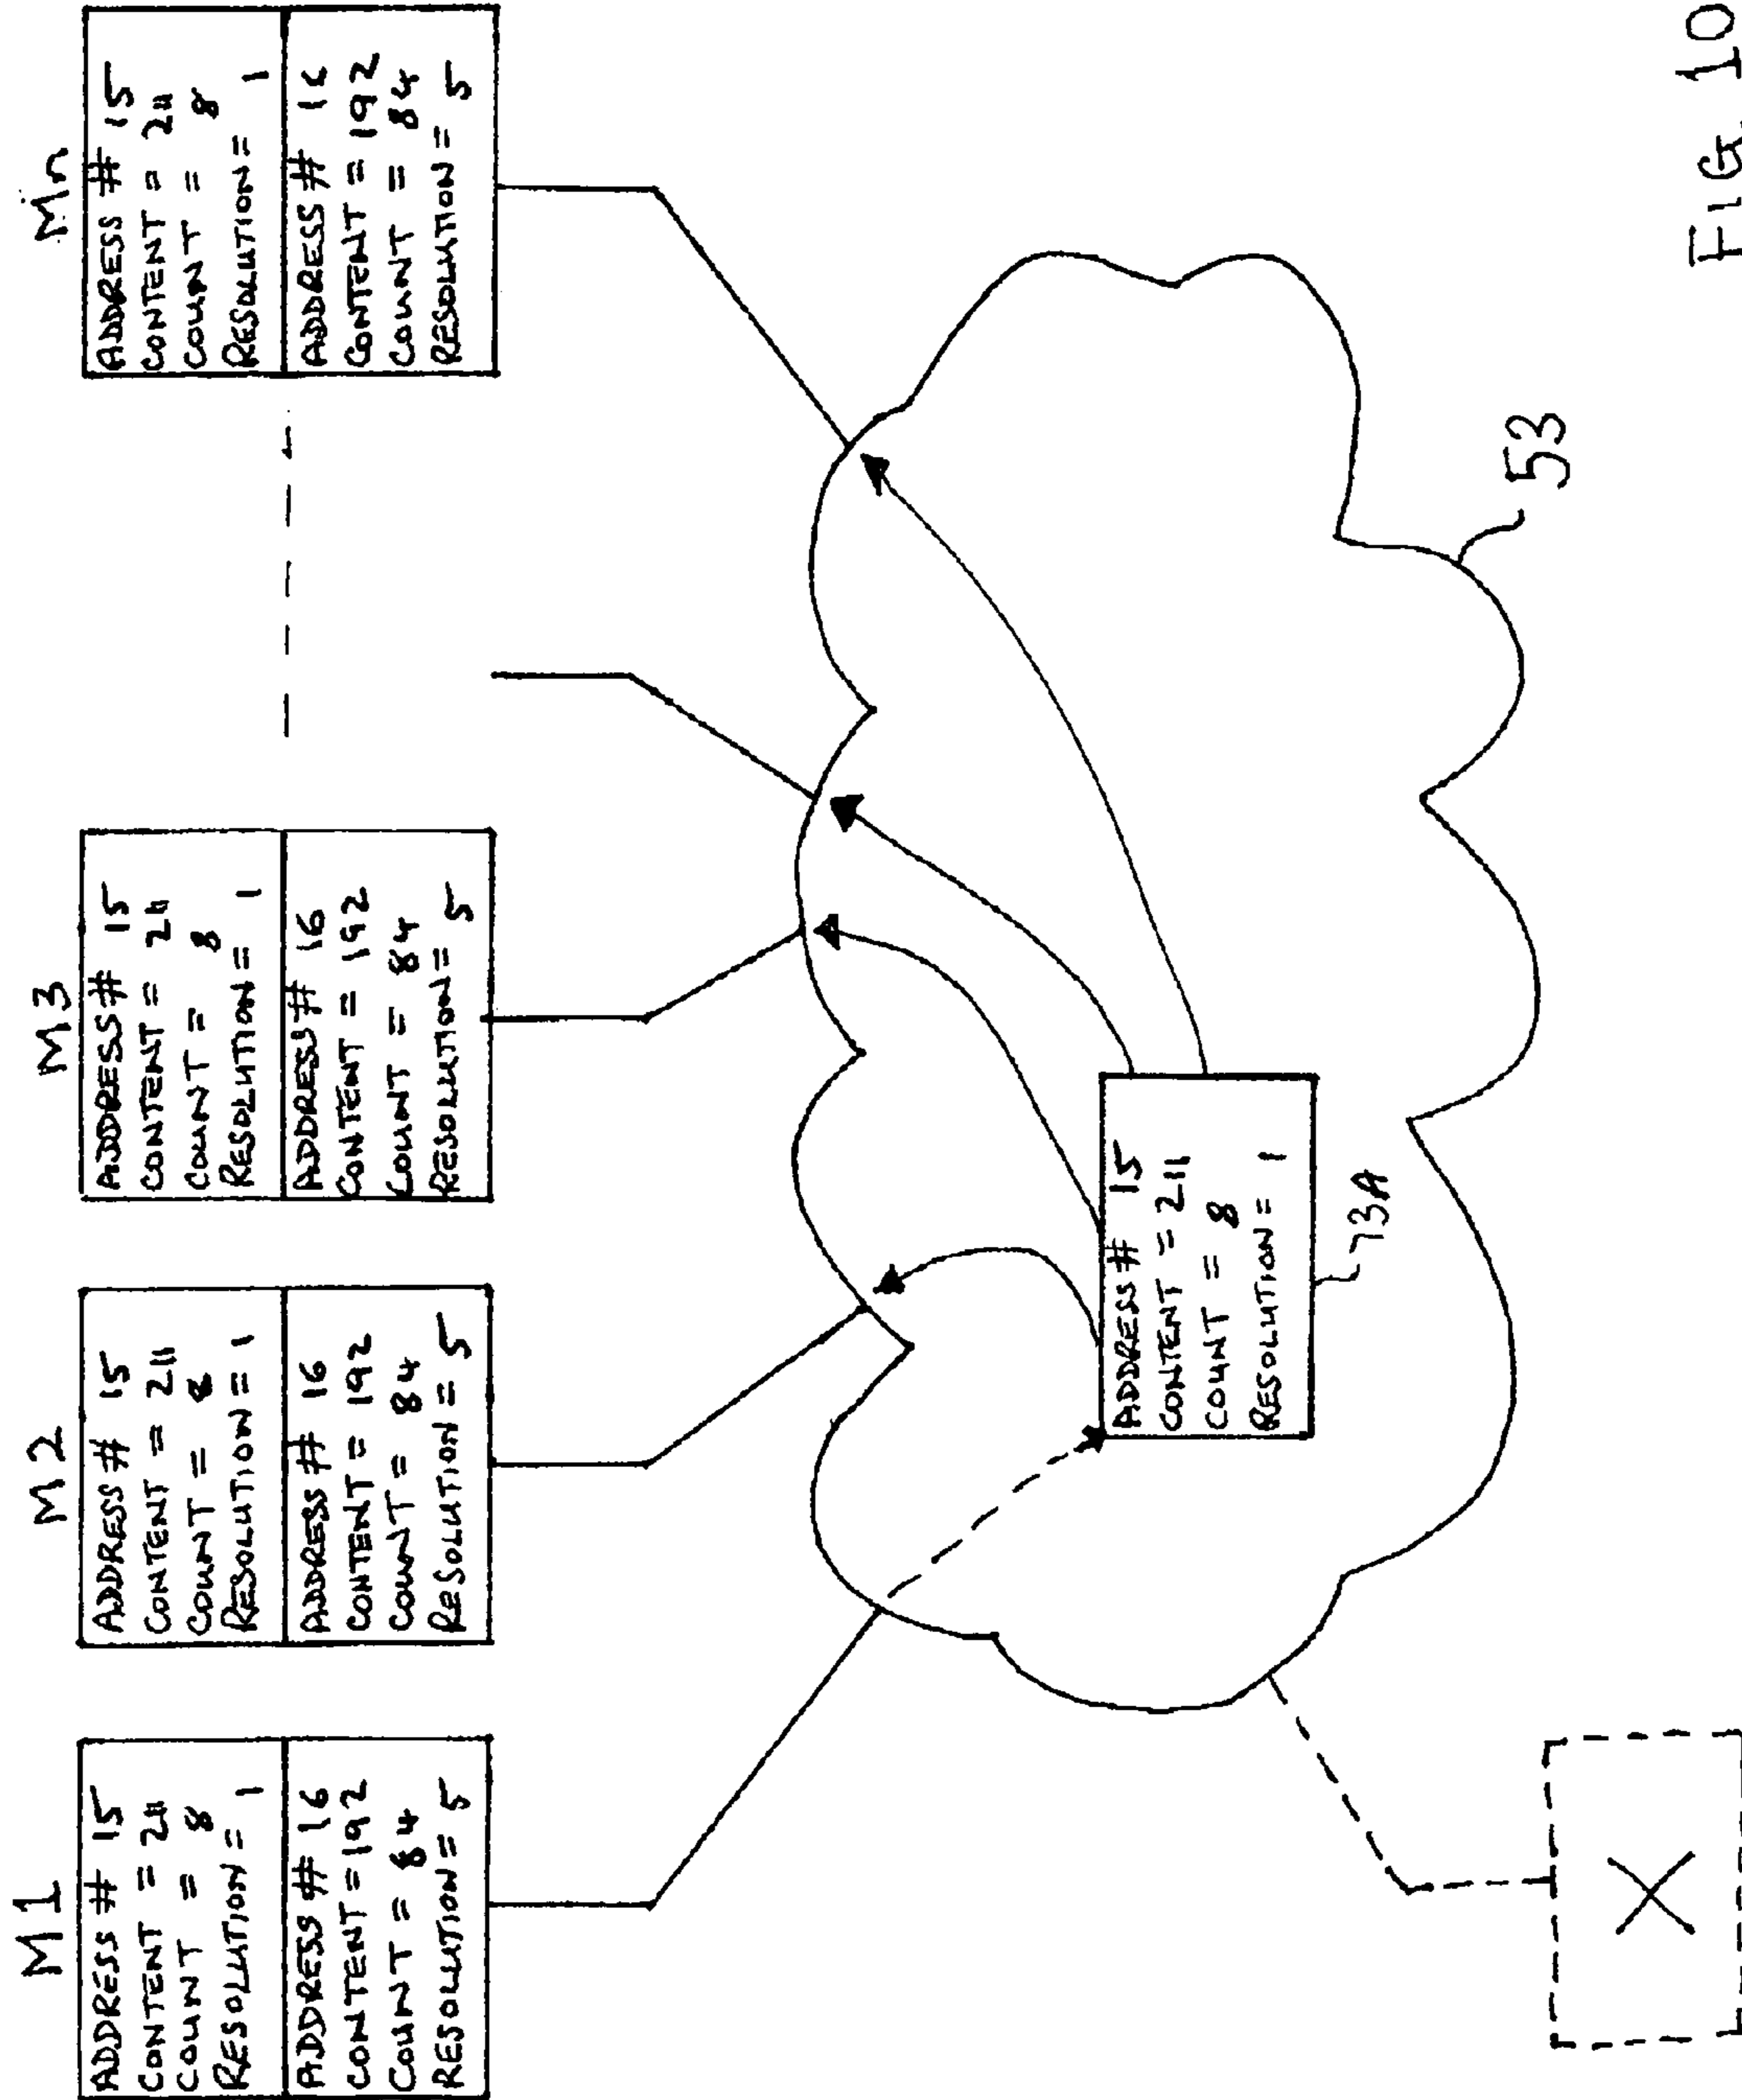 M1
ADDRESS # 15
CONTENT = 211
COUNT = 8
RESOLUTION = 1
ADDRESS # 16
CONTENT = 192
COUNT = 84
RESOLUTION = 5
M2
ADDRESS # 15
CONTENT = 211
COUNT = 8
RESOLUTION = 1
ADDRESS # 16
CONTENT = 192
COUNT = 84
RESOLUTION = 5
M3
ADDRESS # 15
CONTENT = 211
COUNT = 8
RESOLUTION = 1
ADDRESS # 16
CONTENT = 192
COUNT = 84
RESOLUTION = 5
Mn
ADDRESS # 15
CONTENT = 211
COUNT = 8
RESOLUTION = 1
ADDRESS # 16
CONTENT = 192
COUNT = 84
RESOLUTION = 5
ADDRESS # 15
CONTENT = 211
COUNT = 8
RESOLUTION = 1
73A
53
X
FIG. 10